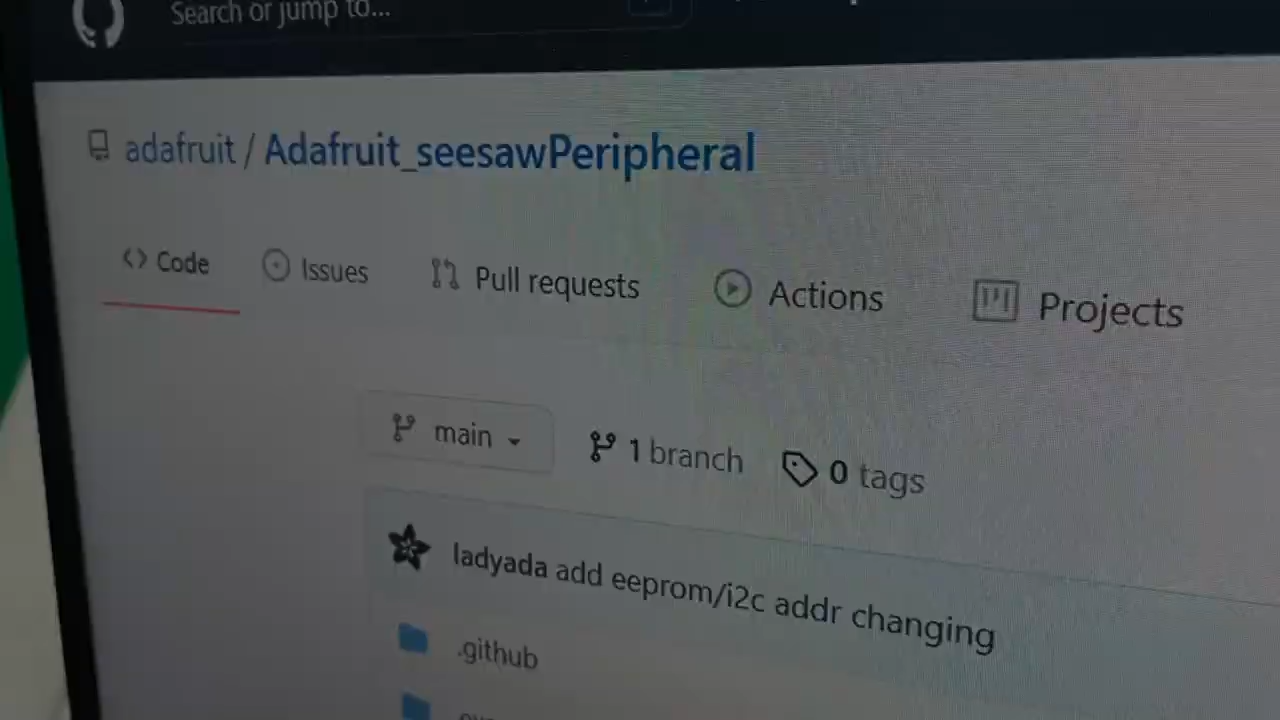 Search or jump to...
adafruit / Adafruit_seesawPeripheral
<> Code Issues Pull requests Actions Projects
main 1 branch 0 tags
ladyada add eeprom/i2c addr changing
.github